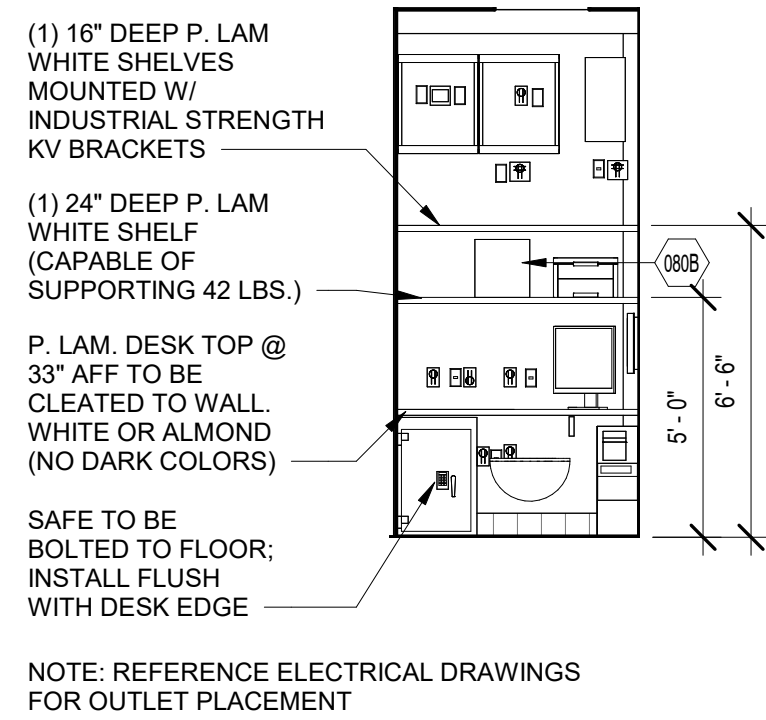 (1) 16" DEEP P. LAM
WHITE SHELVES
MOUNTED W/
INDUSTRIAL STRENGTH
KV BRACKETS
(1) 24" DEEP P. LAM
WHITE SHELF
(CAPABLE OF
SUPPORTING 42 LBS.)
P. LAM. DESK TOP @
33" AFF TO BE
CLEATED TO WALL.
WHITE OR ALMOND
(NO DARK COLORS)
SAFE TO BE
BOLTED TO FLOOR;
INSTALL FLUSH
WITH DESK EDGE
080B
5' - 0"
6' - 6"
NOTE: REFERENCE ELECTRICAL DRAWINGS
FOR OUTLET PLACEMENT